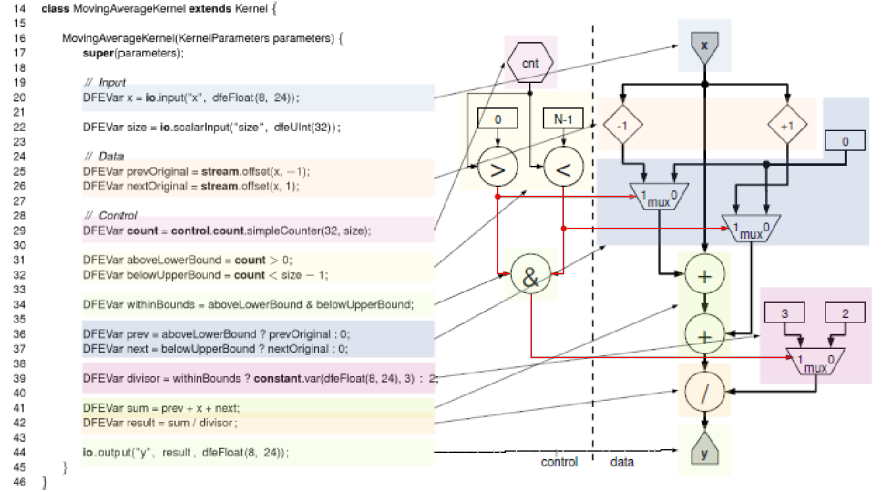 14 class MovingAverageKernel extends Kernel {
15
16 MovingAverageKernel(KernelParameters parameters) {
17 super(parameters);
18
19 // Input
20 DFEVar x = io.input("x", dfeFloat(8, 24));
21
22 DFEVar size = io.scalarInput("size", dfeUInt(32));
23
24 // Data
25 DFEVar prevOriginal = stream.offset(x, −1);
26 DFEVar nextOriginal = stream.offset(x, 1);
27
28 // Control
29 DFEVar count = control.count.simpleCounter(32, size);
30
31 DFEVar aboveLowerBound = count > 0;
32 DFEVar belowUpperBound = count < size − 1;
33
34 DFEVar withinBounds = aboveLowerBound & belowUpperBound;
35
36 DFEVar prev = aboveLowerBound ? prevOriginal : 0;
37 DFEVar next = belowUpperBound ? nextOriginal : 0;
38
39 DFEVar divisor = withinBounds ? constant.var(dfeFloat(8, 24), 3) : 2;
40
41 DFEVar sum = prev + x + next;
42 DFEVar result = sum / divisor;
43
44 io.output("y", result, dfeFloat(8, 24));
45 }
46 }
x
cnt
0 N-1
-1 +1
0
> <
1 0
mux
1 0
mux
&
+
3 2
+
1 0
mux
/
y
control data